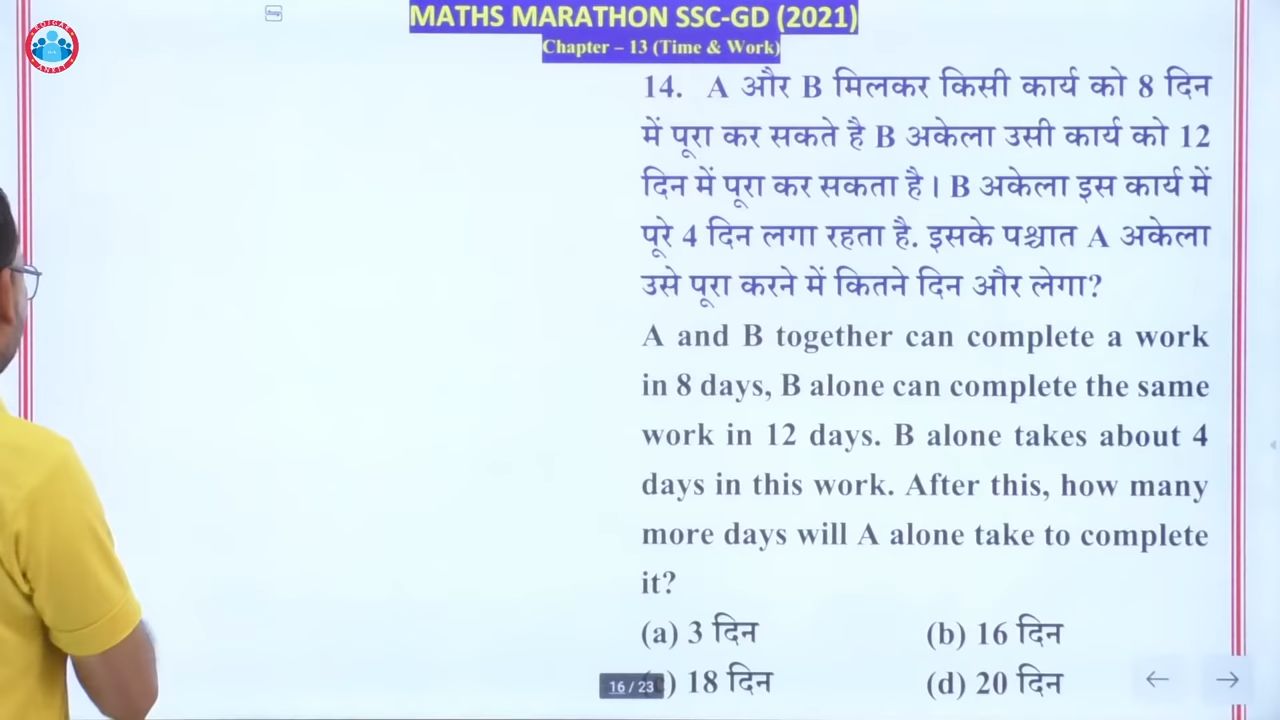 MATHS MARATHON SSC-GD (2021)
Chapter – 13 (Time & Work)
ROJGAR
ANKIT
14. A और B मिलकर किसी कार्य को 8 दिन
में पूरा कर सकते है B अकेला उसी कार्य को 12
दिन में पूरा कर सकता है। B अकेला इस कार्य में
पूरे 4 दिन लगा रहता है. इसके पश्चात A अकेला
उसे पूरा करने में कितने दिन और लेगा?
A and B together can complete a work
in 8 days, B alone can complete the same
work in 12 days. B alone takes about 4
days in this work. After this, how many
more days will A alone take to complete
it?
(a) 3 दिन (b) 16 दिन
) 18 दिन (d) 20 दिन
16 / 23